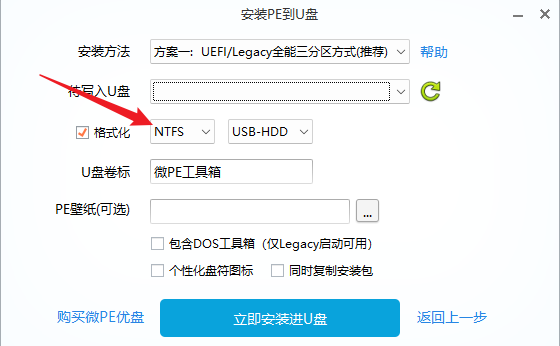 安装PE到U盘
安装方法 方案一：UEFI/Legacy全能三分区方式(推荐) 帮助
待写入U盘
格式化 NTFS USB-HDD
U盘卷标 微PE工具箱
PE壁纸(可选) ...
包含DOS工具箱（仅Legacy启动可用）
个性化盘符图标 同时复制安装包
购买微PE优盘 立即安装进U盘 返回上一步